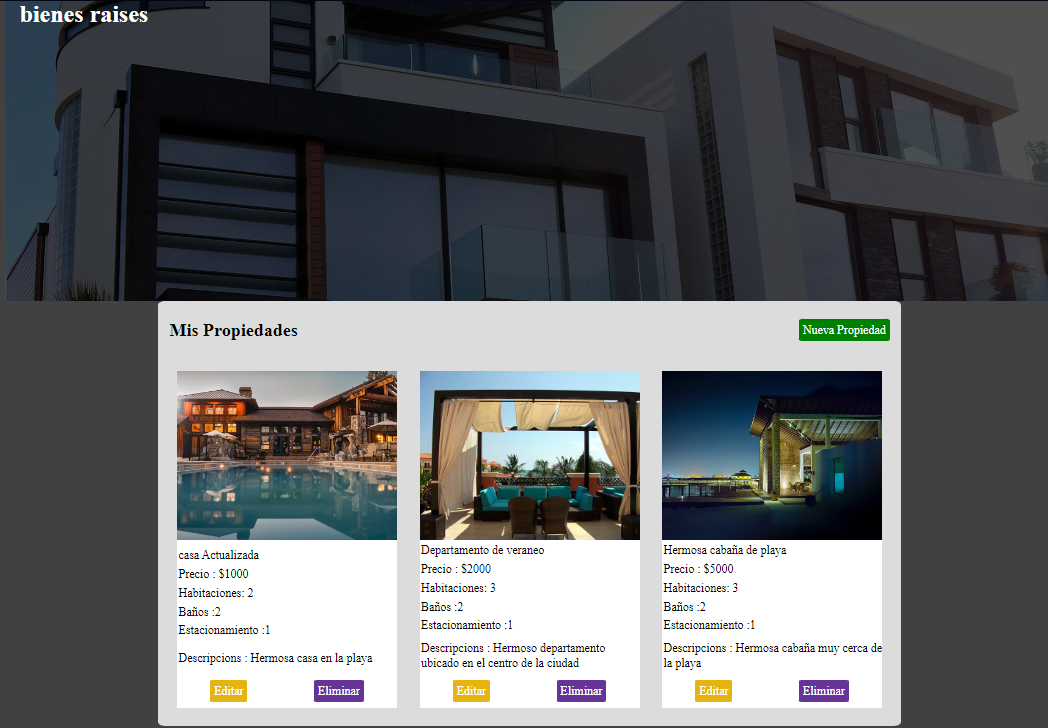 bienes raises
Mis Propiedades
Nueva Propiedad
casa Actualizada
Precio : $1000
Habitaciones: 2
Baños :2
Estacionamiento :1
Descripcions : Hermosa casa en la playa
Editar
Eliminar
Departamento de veraneo
Precio : $2000
Habitaciones: 3
Baños :2
Estacionamiento :1
Descripcions : Hermoso departamento
ubicado en el centro de la ciudad
Editar
Eliminar
Hermosa cabaña de playa
Precio : $5000
Habitaciones: 3
Baños :2
Estacionamiento :1
Descripcions : Hermosa cabaña muy cerca de
la playa
Editar
Eliminar